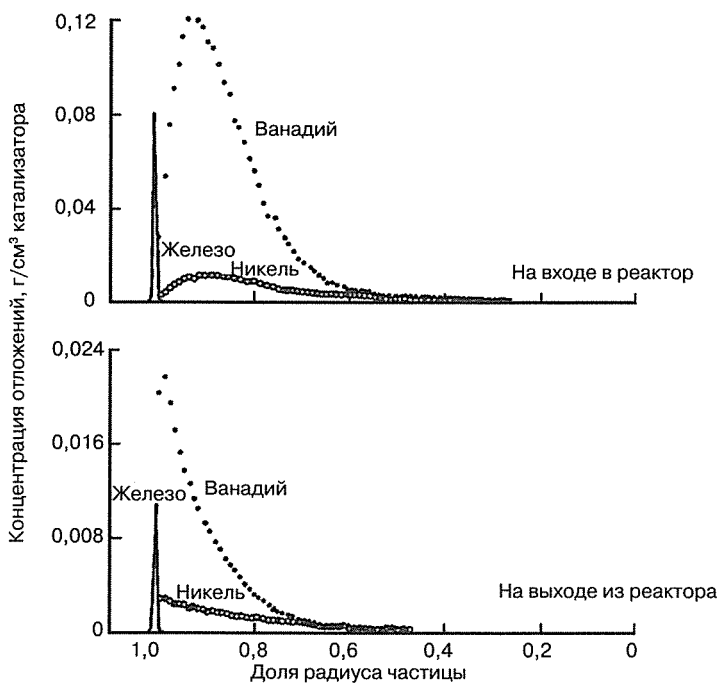 Концентрация отложений, г/см³ катализатора
0,12
0,08
0,04
0
Ванадий
Железо
Никель
На входе в реактор
0,024
0,016
0,008
0
Железо
Ванадий
Никель
На выходе из реактора
1,0 0,8 0,6 0,4 0,2 0
Доля радиуса частицы